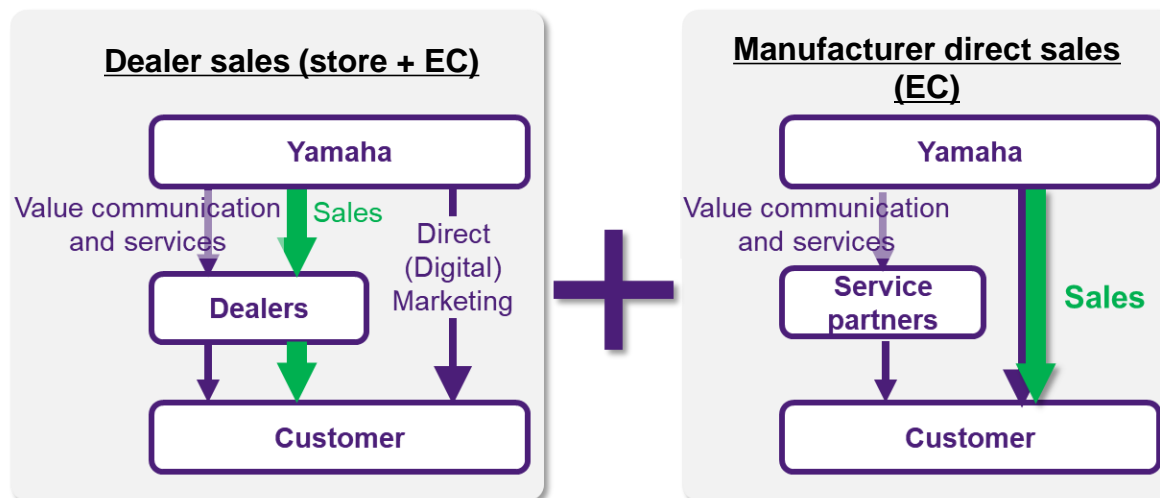 Dealer sales (store + EC)
Yamaha
Value communication
and services
Sales
Direct
(Digital)
Marketing
Dealers
Customer
Manufacturer direct sales
(EC)
Yamaha
Value communication
and services
Service
partners
Sales
Customer